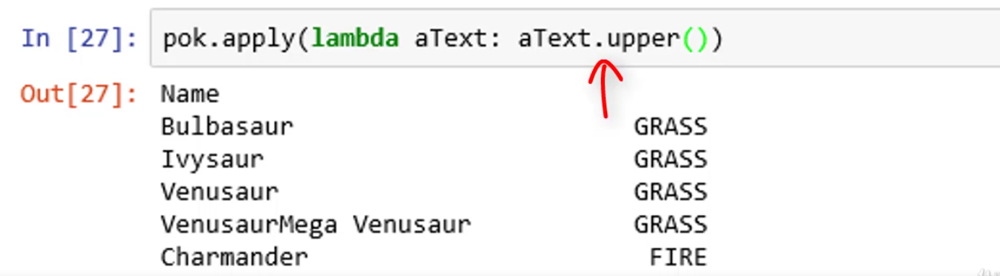 In [27]: pok.apply(lambda aText: aText.upper())
Out[27]: Name
Bulbasaur GRASS
Ivysaur GRASS
Venusaur GRASS
VenusaurMega Venusaur GRASS
Charmander FIRE